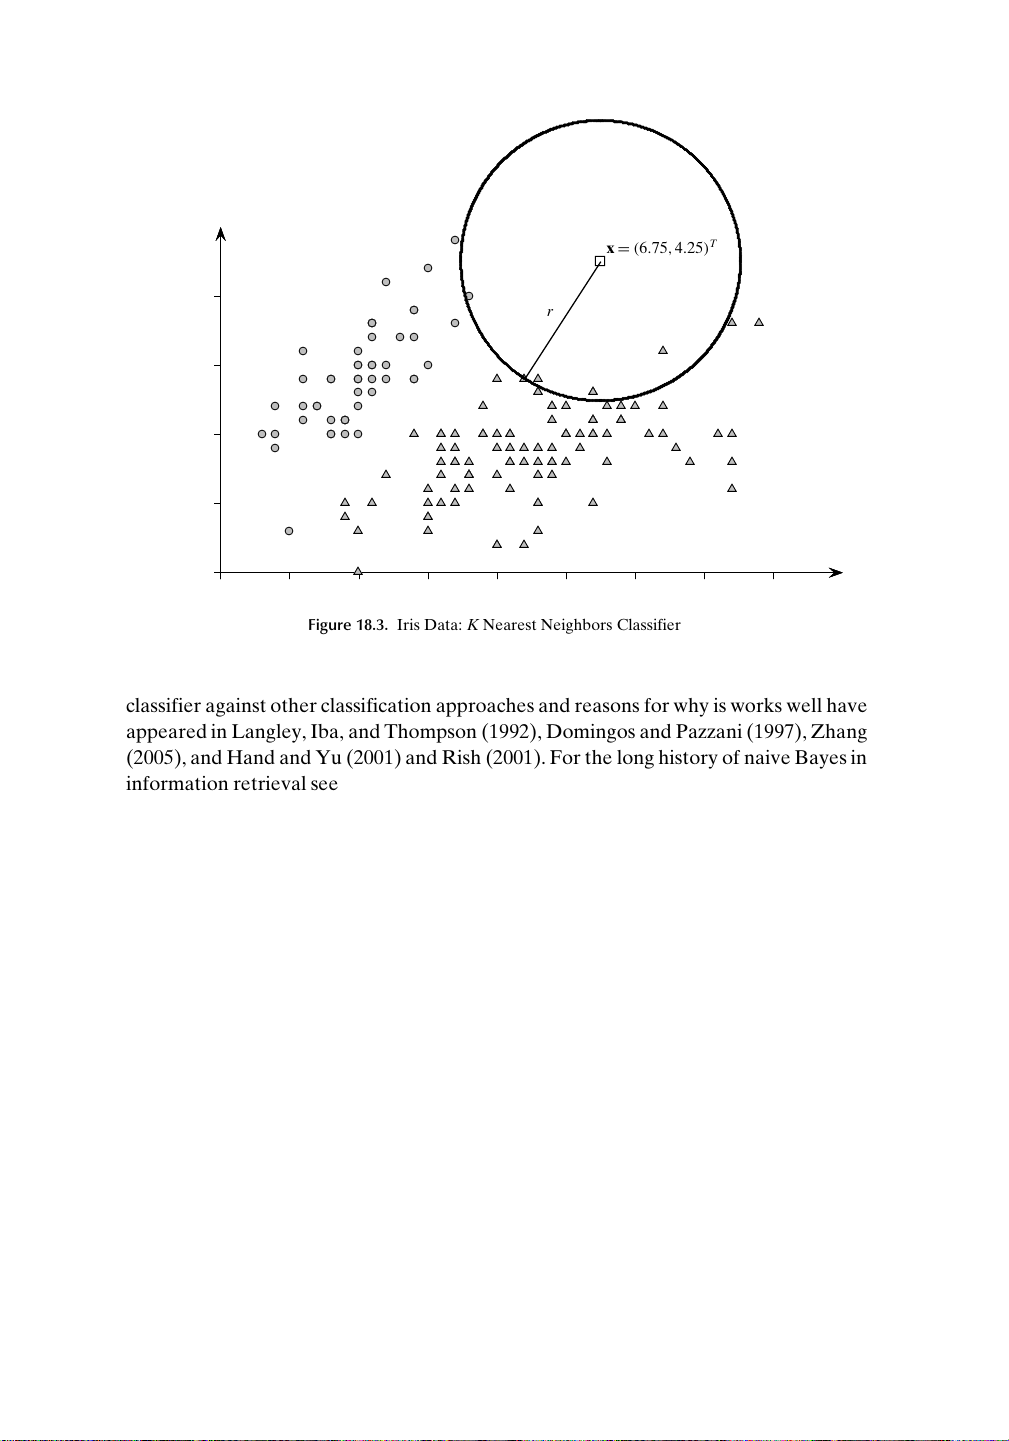 x = (6.75, 4.25)^T
r
Figure 18.3. Iris Data: K Nearest Neighbors Classifier
classifier against other classification approaches and reasons for why is works well have
appeared in Langley, Iba, and Thompson (1992), Domingos and Pazzani (1997), Zhang
(2005), and Hand and Yu (2001) and Rish (2001). For the long history of naive Bayes in
information retrieval see